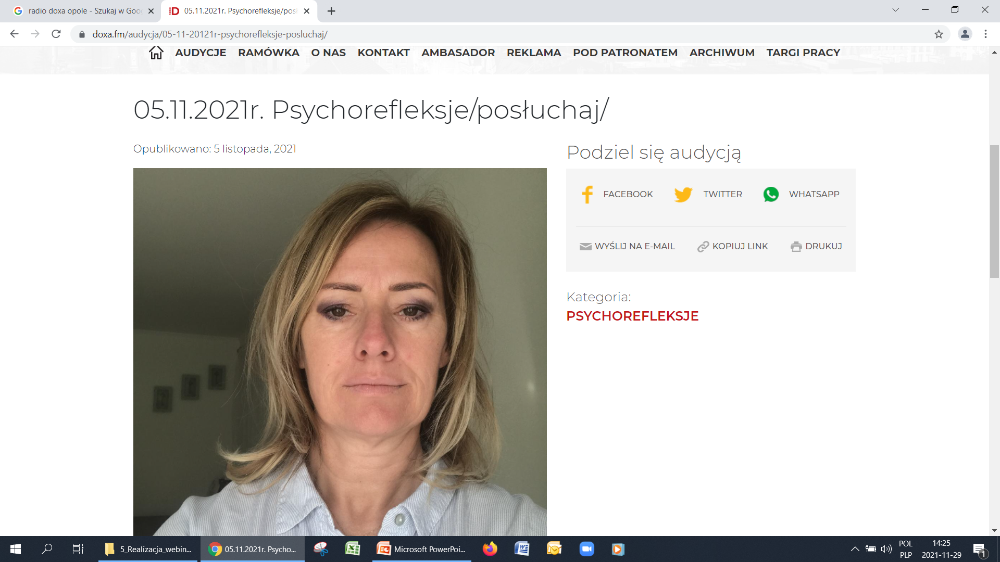 radio doxa opole - Szukaj w Goo
05.11.2021r. Psychorefleksje/pos
doxa.fm/audycja/05-11-20121r-psychorefleksje-posluchaj/
AUDYCJE RAMÓWKA O NAS KONTAKT AMBASADOR REKLAMA POD PATRONATEM ARCHIWUM TARGI PRACY
05.11.2021r. Psychorefleksje/posłuchaj/
Opublikowano: 5 listopada, 2021
Podziel się audycją
FACEBOOK TWITTER WHATSAPP
WYŚLIJ NA E-MAIL KOPIUJ LINK DRUKUJ
Kategoria:
PSYCHOREFLEKSJE
5_Realizacja_webin...
05.11.2021r. Psycho...
Microsoft PowerPoi...
POL
PLP
14:25
2021-11-29
1